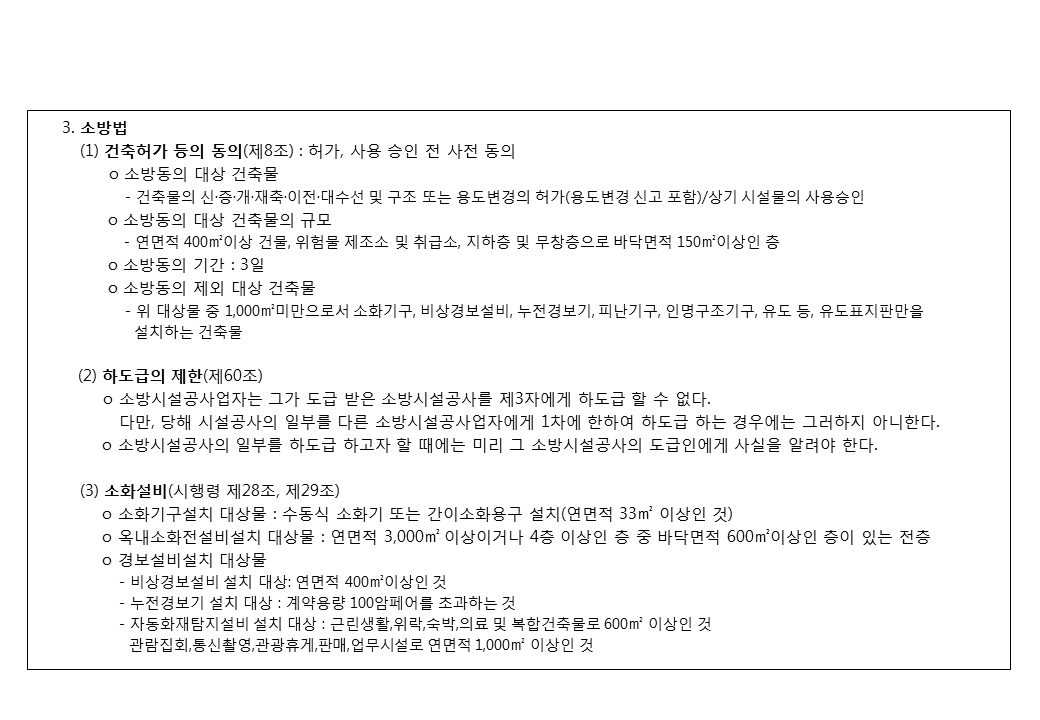 3. 소방법
(1) 건축허가 등의 동의(제8조) : 허가, 사용 승인 전 사전 동의
ο 소방동의 대상 건축물
- 건축물의 신·증·개·재축·이전·대수선 및 구조 또는 용도변경의 허가(용도변경 신고 포함)/상기 시설물의 사용승인
ο 소방동의 대상 건축물의 규모
- 연면적 400㎡이상 건물, 위험물 제조소 및 취급소, 지하층 및 무창층으로 바닥면적 150㎡이상인 층
ο 소방동의 기간 : 3일
ο 소방동의 제외 대상 건축물
- 위 대상물 중 1,000㎡미만으로서 소화기구, 비상경보설비, 누전경보기, 피난기구, 인명구조기구, 유도 등, 유도표지판만을
설치하는 건축물
(2) 하도급의 제한(제60조)
ο 소방시설공사업자는 그가 도급 받은 소방시설공사를 제3자에게 하도급 할 수 없다.
다만, 당해 시설공사의 일부를 다른 소방시설공사업자에게 1차에 한하여 하도급 하는 경우에는 그러하지 아니한다.
ο 소방시설공사의 일부를 하도급 하고자 할 때에는 미리 그 소방시설공사의 도급인에게 사실을 알려야 한다.
(3) 소화설비(시행령 제28조, 제29조)
ο 소화기구설치 대상물 : 수동식 소화기 또는 간이소화용구 설치(연면적 33㎡ 이상인 것)
ο 옥내소화전설비설치 대상물 : 연면적 3,000㎡ 이상이거나 4층 이상인 층 중 바닥면적 600㎡이상인 층이 있는 전층
ο 경보설비설치 대상물
- 비상경보설비 설치 대상: 연면적 400㎡이상인 것
- 누전경보기 설치 대상 : 계약용량 100암페어를 초과하는 것
- 자동화재탐지설비 설치 대상 : 근린생활,위락,숙박,의료 및 복합건축물로 600㎡ 이상인 것
관람집회,통신촬영,관광휴게,판매,업무시설로 연면적 1,000㎡ 이상인 것